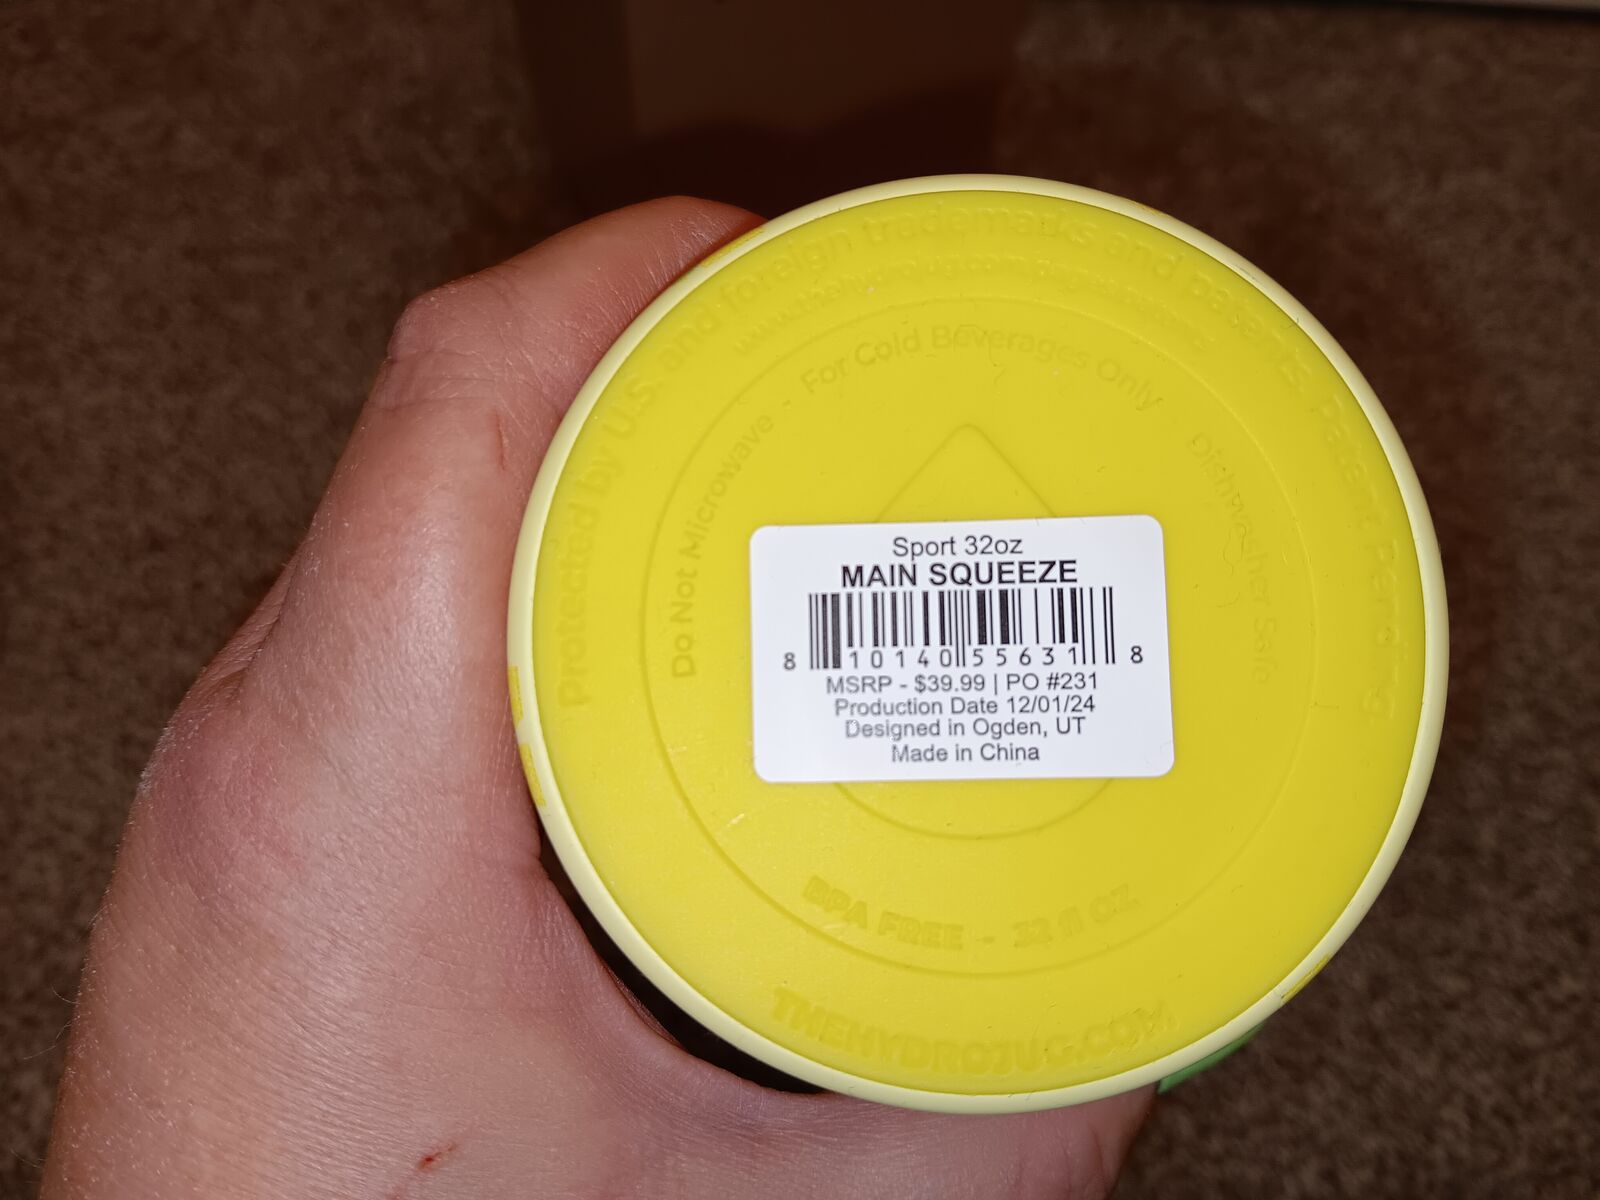 Protected by U.S. and foreign trademarks and patents. Patent Pending
Do Not Microwave - For Cold Beverages Only - Dishwasher Safe
Sport 32oz
MAIN SQUEEZE
8 10140 55631 8
MSRP - $39.99 | PO #231
Production Date 12/01/24
Designed in Ogden, UT
Made in China
BPA FREE - 32 fl OZ
THEHYDROJUG.COM